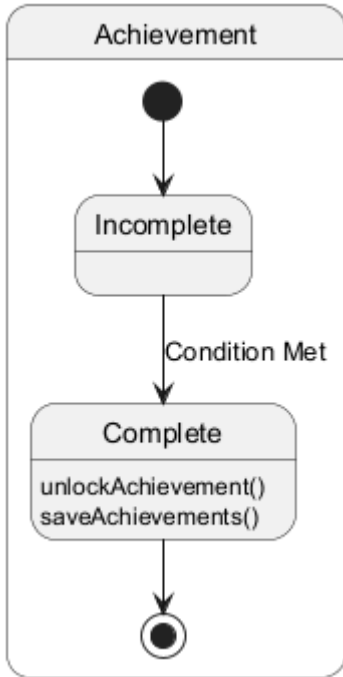 Achievement
Incomplete
Condition Met
Complete
unlockAchievement()
saveAchievements()